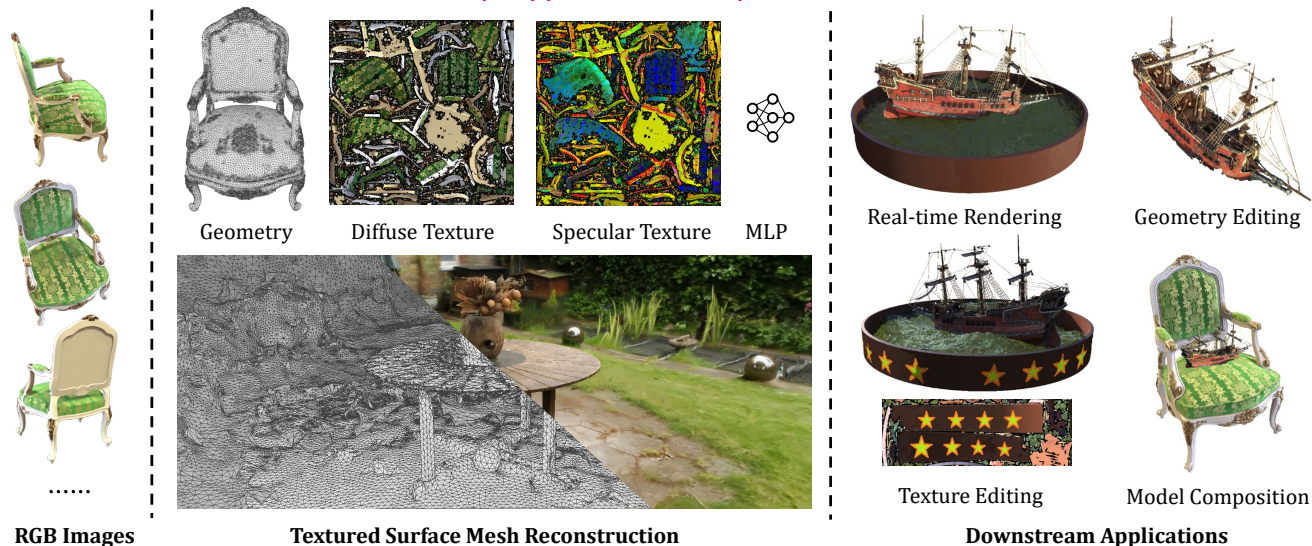 Geometry
Diffuse Texture
Specular Texture
MLP
Real-time Rendering
Geometry Editing
Texture Editing
Model Composition
......
RGB Images
Textured Surface Mesh Reconstruction
Downstream Applications